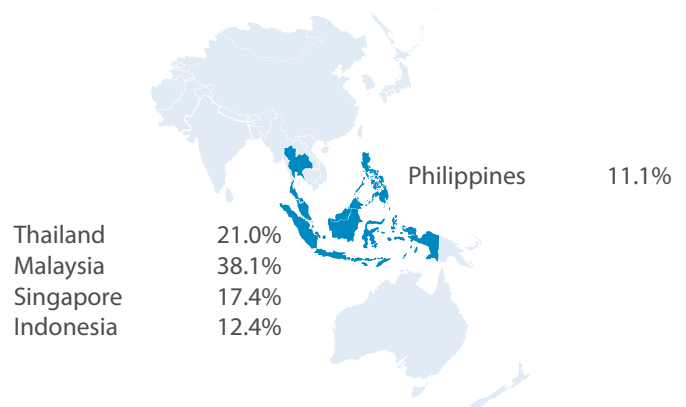 Philippines 11.1%
Thailand 21.0%
Malaysia 38.1%
Singapore 17.4%
Indonesia 12.4%